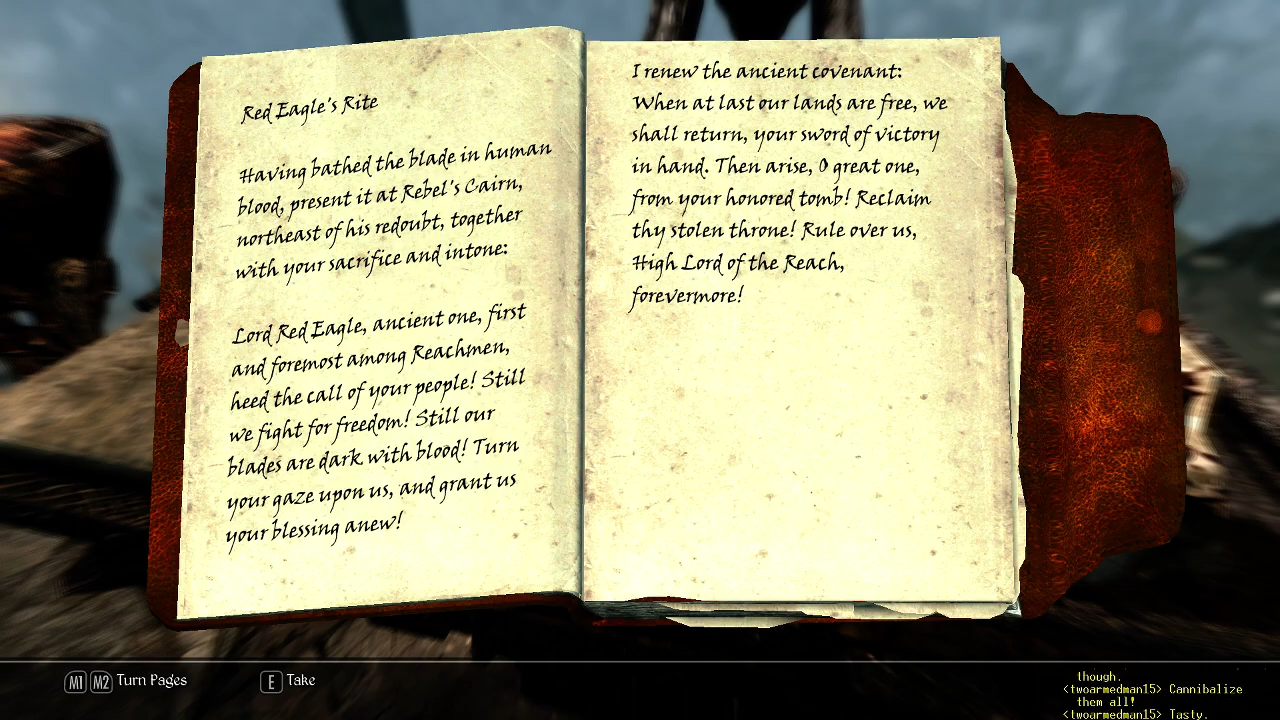 Red Eagle's Rite
Having bathed the blade in human
blood, present it at Rebel's Cairn,
northeast of his redoubt, together
with your sacrifice and intone:
Lord Red Eagle, ancient one, first
and foremost among Reachmen,
heed the call of your people! Still
we fight for freedom! Still our
blades are dark with blood! Turn
your gaze upon us, and grant us
your blessing anew!
I renew the ancient covenant:
When at last our lands are free, we
shall return, your sword of victory
in hand. Then arise, O great one,
from your honored tomb! Reclaim
thy stolen throne! Rule over us,
High Lord of the Reach,
forevermore!
M1 M2 Turn Pages
E Take
though.
<twoarmedman15> Cannibalize
them all!
<twoarmedman15> Tasty.